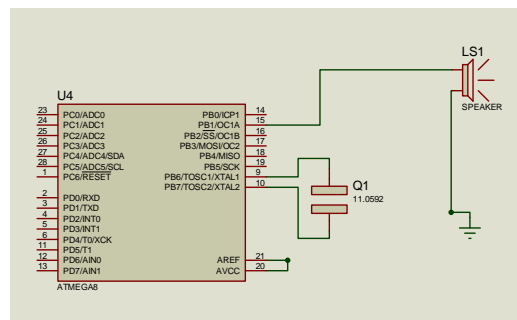 LS1
SPEAKER
U4
23 PC0/ADC0 PB0/ICP1 14
24 PC1/ADC1 PB1/OC1A 15
25 PC2/ADC2 PB2/SS/OC1B 16
26 PC3/ADC3 PB3/MOSI/OC2 17
27 PC4/ADC4/SDA PB4/MISO 18
28 PC5/ADC5/SCL PB5/SCK 19
1 PC6/RESET PB6/TOSC1/XTAL1 9
PB7/TOSC2/XTAL2 10
Q1
11.0592
2 PD0/RXD
3 PD1/TXD
4 PD2/INT0
5 PD3/INT1
6 PD4/T0/XCK
11 PD5/T1
12 PD6/AIN0 AREF 21
13 PD7/AIN1 AVCC 20
ATMEGA8